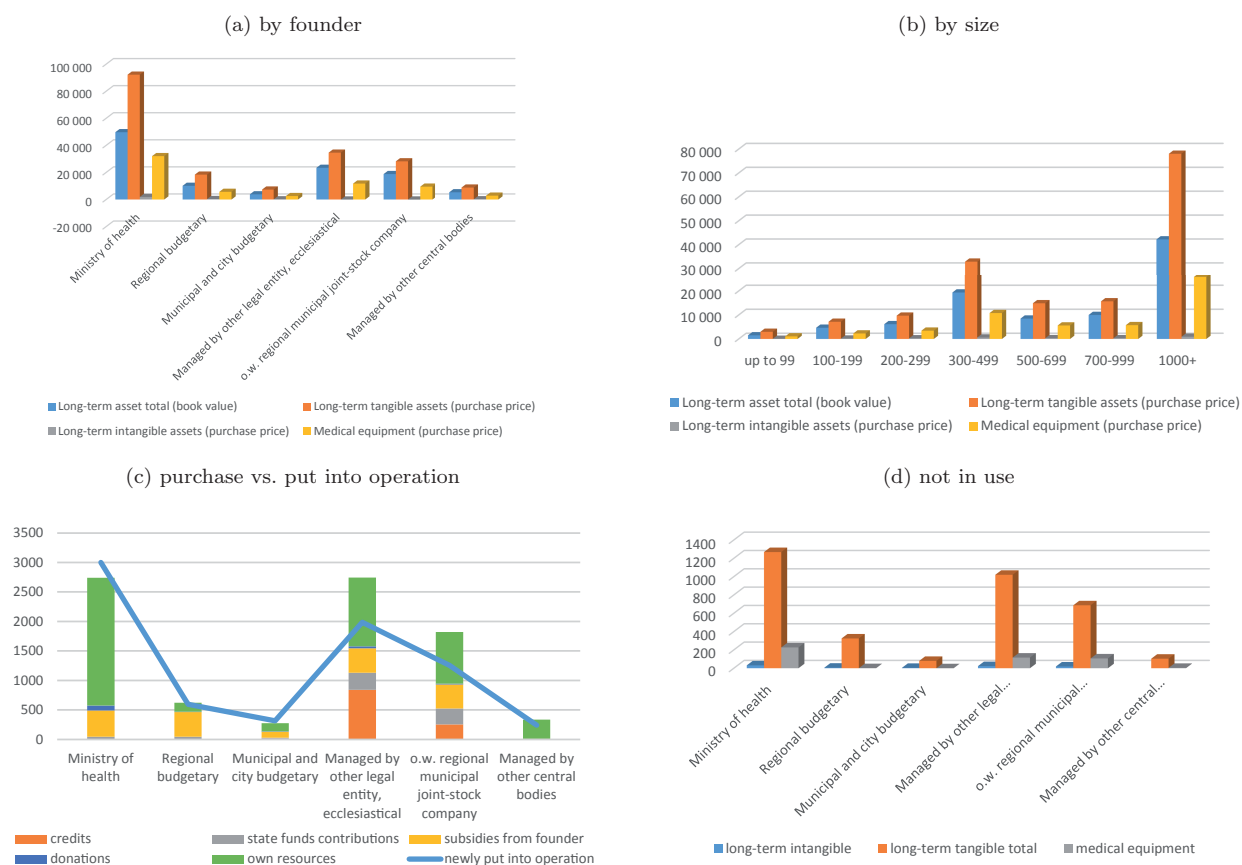 (a) by founder
100 000
80 000
60 000
40 000
20 000
0
-20 000
Ministry of health
Regional budgetary
Municipal and city budgetary
Managed by other legal entity, ecclesiastical
o.w. regional municipal joint-stock company
Managed by other central bodies
Long-term asset total (book value)
Long-term tangible assets (purchase price)
Long-term intangible assets (purchase price)
Medical equipment (purchase price)
(b) by size
80 000
70 000
60 000
50 000
40 000
30 000
20 000
10 000
0
up to 99
100-199
200-299
300-499
500-699
700-999
1000+
Long-term asset total (book value)
Long-term tangible assets (purchase price)
Long-term intangible assets (purchase price)
Medical equipment (purchase price)
(c) purchase vs. put into operation
3500
3000
2500
2000
1500
1000
500
0
Ministry of
health
Regional
budgetary
Municipal and
city budgetary
Managed by
other legal
entity,
ecclesiastical
o.w. regional
municipal
joint-stock
company
Managed by
other central
bodies
credits
state funds contributions
subsidies from founder
donations
own resources
newly put into operation
(d) not in use
1400
1200
1000
800
600
400
200
0
Ministry of health
Regional budgetary
Municipal and city budgetary
Managed by other legal...
o.w. regional municipal...
Managed by other central...
long-term intangible
long-term tangible total
medical equipment